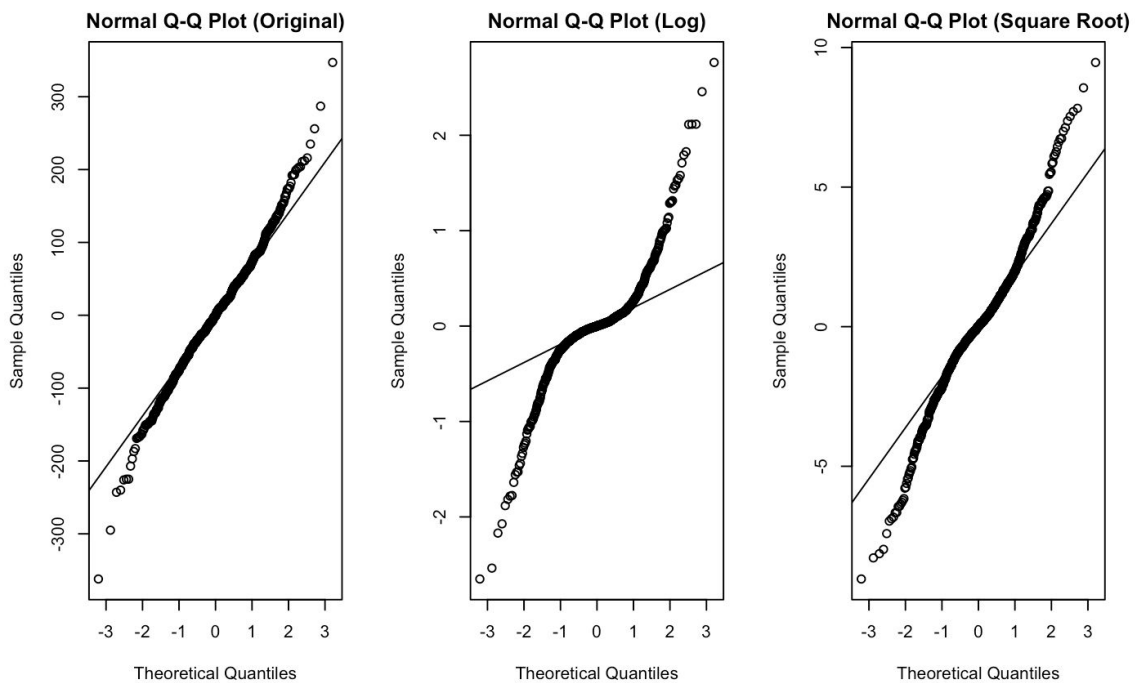 Normal Q-Q Plot (Original)
Sample Quantiles
300
200
100
0
-100
-200
-300
-3 -2 -1 0 1 2 3
Theoretical Quantiles
Normal Q-Q Plot (Log)
Sample Quantiles
2
1
0
-1
-2
-3 -2 -1 0 1 2 3
Theoretical Quantiles
Normal Q-Q Plot (Square Root)
Sample Quantiles
10
5
0
-5
-3 -2 -1 0 1 2 3
Theoretical Quantiles